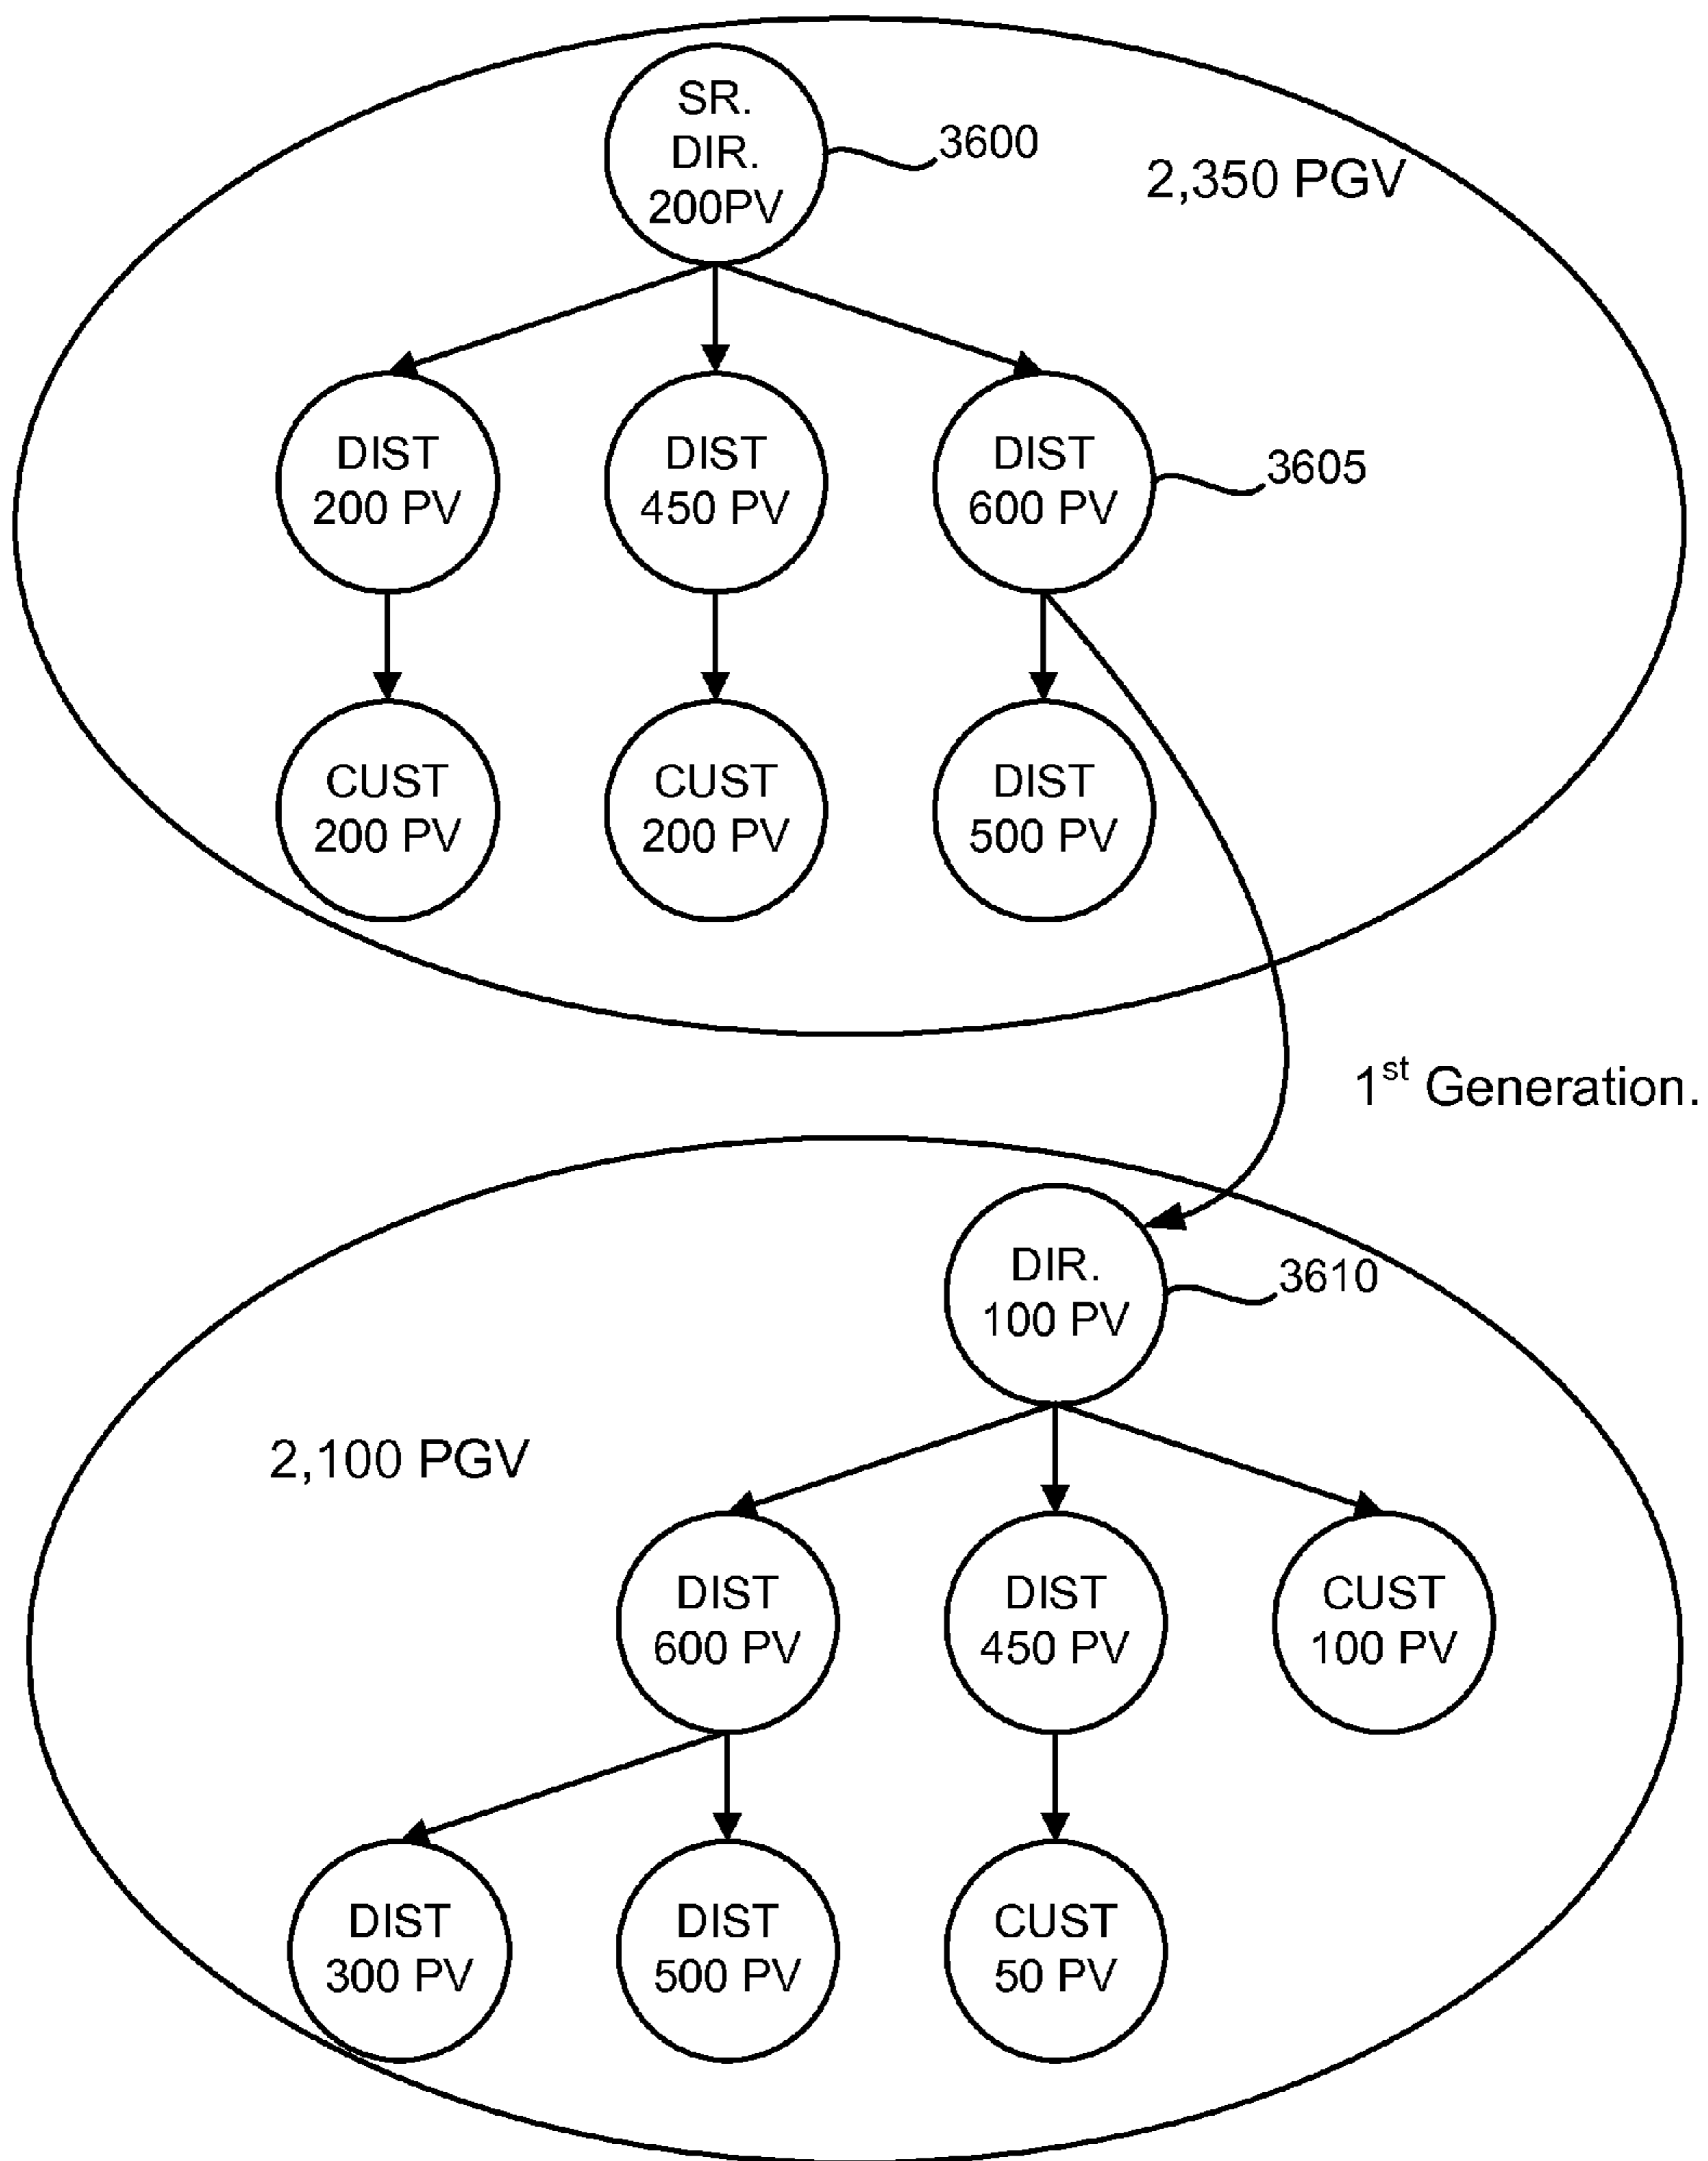 SR.
DIR.
200PV
3600
2,350 PGV
DIST
200 PV
DIST
450 PV
DIST
600 PV
3605
CUST
200 PV
CUST
200 PV
DIST
500 PV
1st Generation.
DIR.
100 PV
3610
2,100 PGV
DIST
600 PV
DIST
450 PV
CUST
100 PV
DIST
300 PV
DIST
500 PV
CUST
50 PV